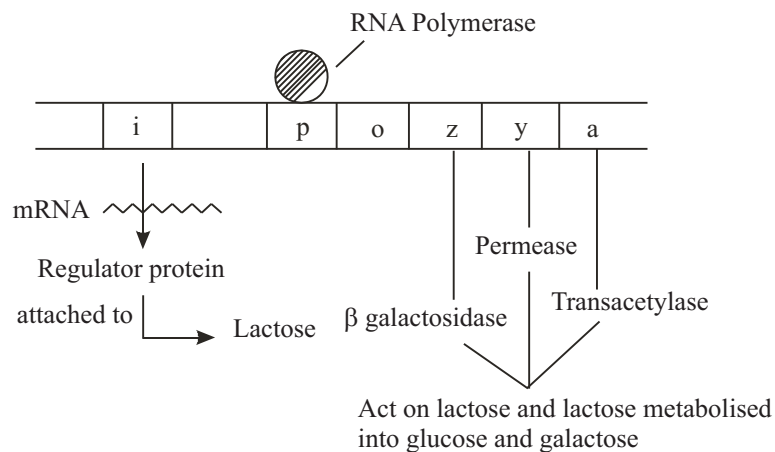 RNA Polymerase
i
p
o
z
y
a
mRNA
Permease
Regulator protein
Transacetylase
attached to
Lactose
β galactosidase
Act on lactose and lactose metabolised
into glucose and galactose